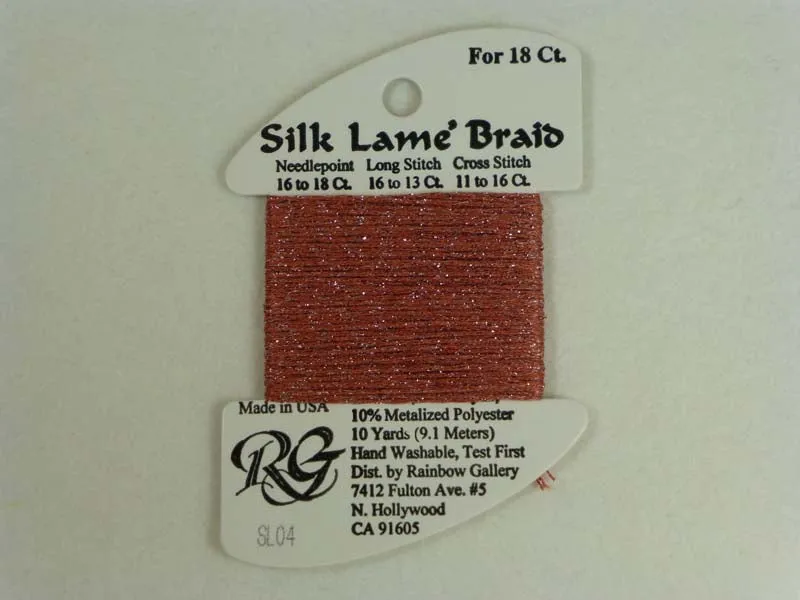 For 18 Ct.
Silk Lame' Braid
Needlepoint Long Stitch Cross Stitch
16 to 18 Ct. 16 to 13 Ct. 11 to 16 Ct.
Made in USA
10% Metalized Polyester
10 Yards (9.1 Meters)
Hand Washable, Test First
Dist. by Rainbow Gallery
7412 Fulton Ave. #5
N. Hollywood
CA 91605
RG
SL04